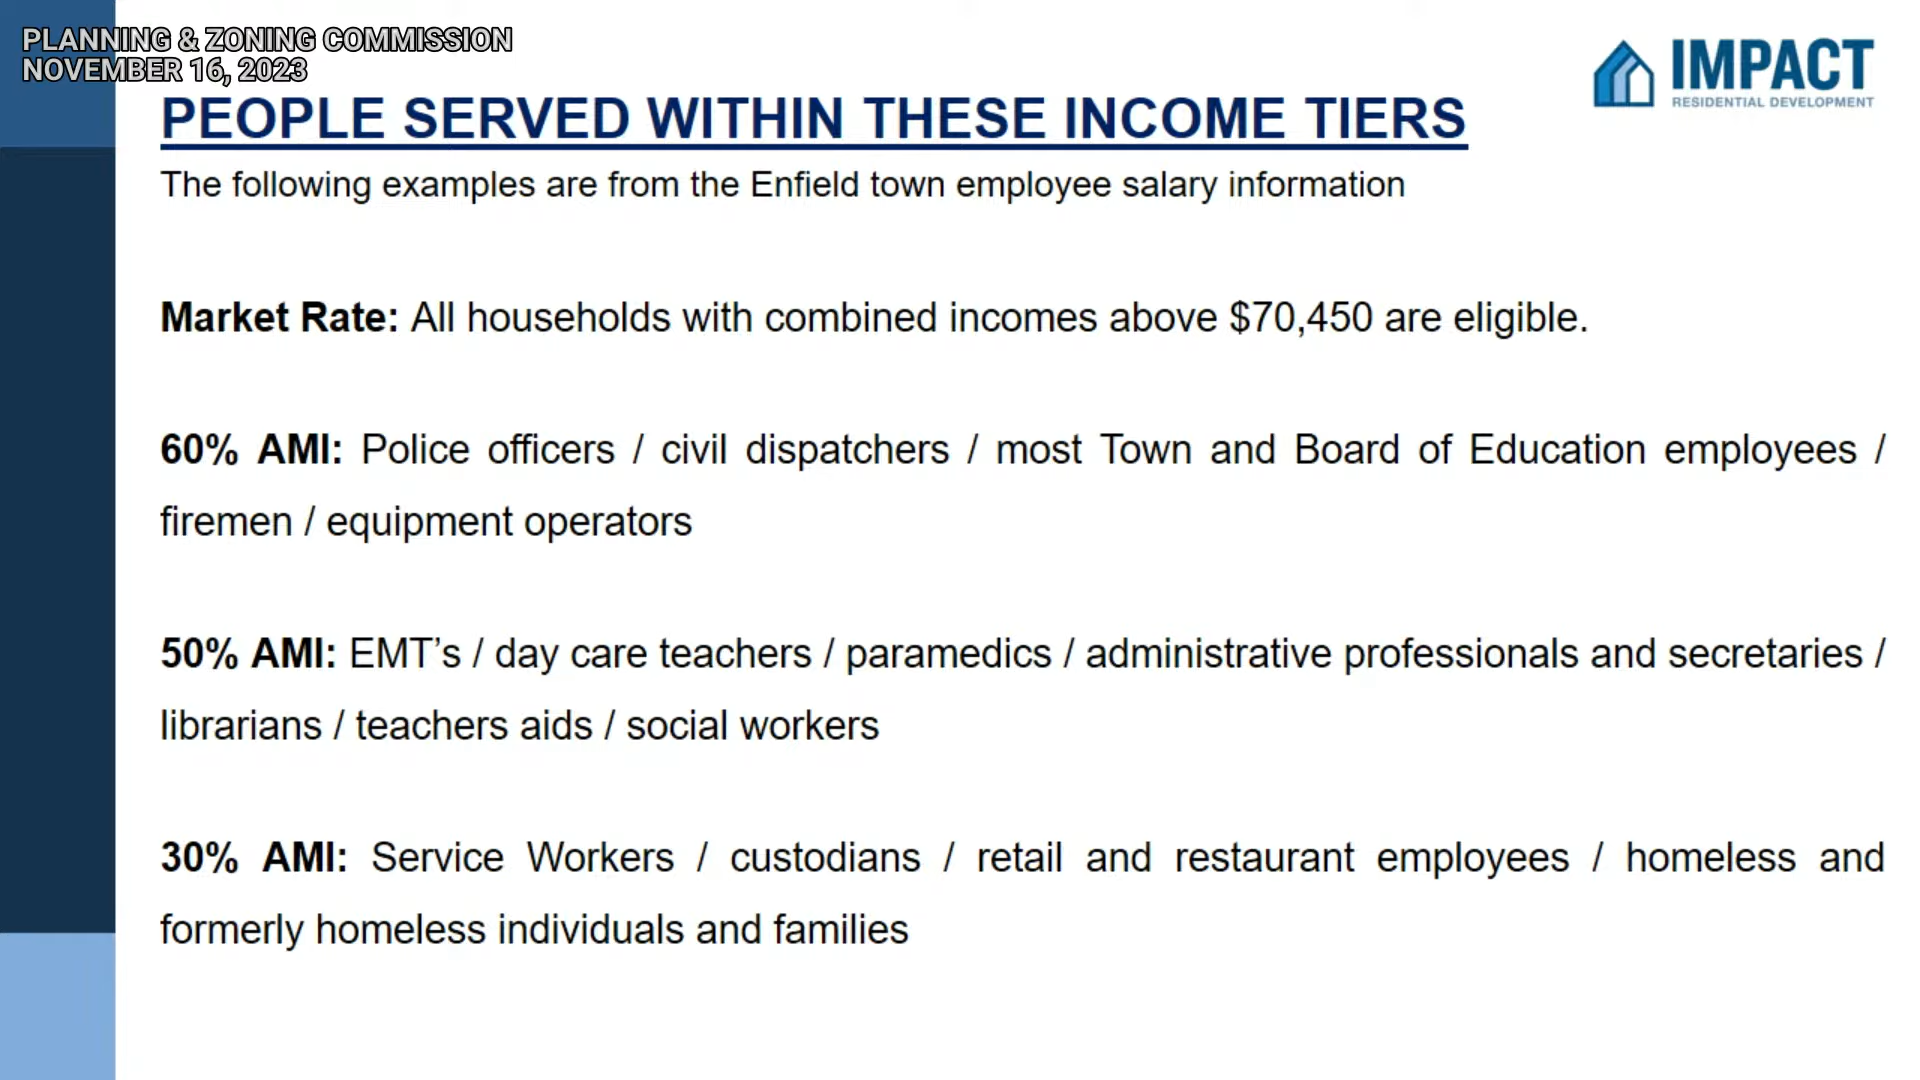 PLANNING & ZONING COMMISSION
NOVEMBER 16, 2023
IMPACT
RESIDENTIAL DEVELOPMENT
PEOPLE SERVED WITHIN THESE INCOME TIERS
The following examples are from the Enfield town employee salary information
Market Rate: All households with combined incomes above $70,450 are eligible.
60% AMI: Police officers / civil dispatchers / most Town and Board of Education employees /
firemen / equipment operators
50% AMI: EMT’s / day care teachers / paramedics / administrative professionals and secretaries /
librarians / teachers aids / social workers
30% AMI: Service Workers / custodians / retail and restaurant employees / homeless and
formerly homeless individuals and families